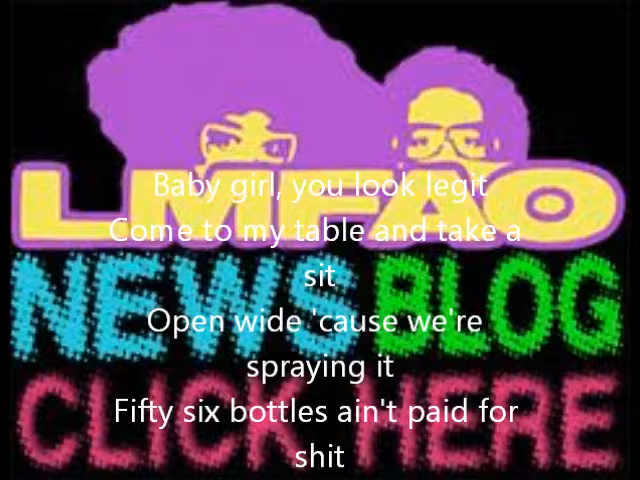 LMFAO
Baby girl, you look legit
Come to my table and take a
sit
NEWS BLOG
Open wide 'cause we're
spraying it
CLICK HERE
Fifty six bottles ain't paid for
shit